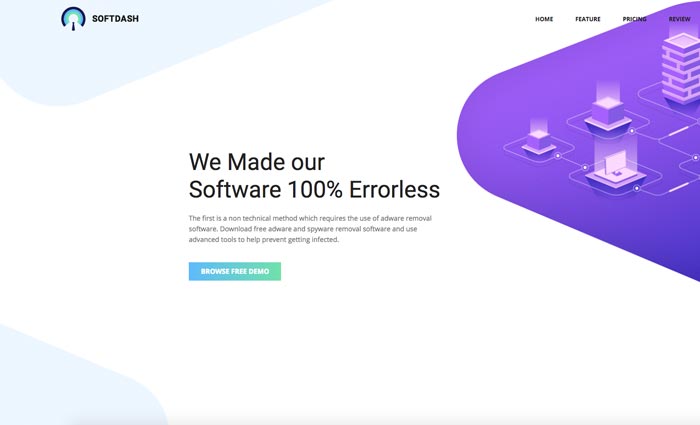 SOFTDASH
HOME FEATURE PRICING REVIEW
We Made our
Software 100% Errorless
The first is a non technical method which requires the use of adware removal
software. Download free adware and spyware removal software and use
advanced tools to help prevent getting infected.
BROWSE FREE DEMO